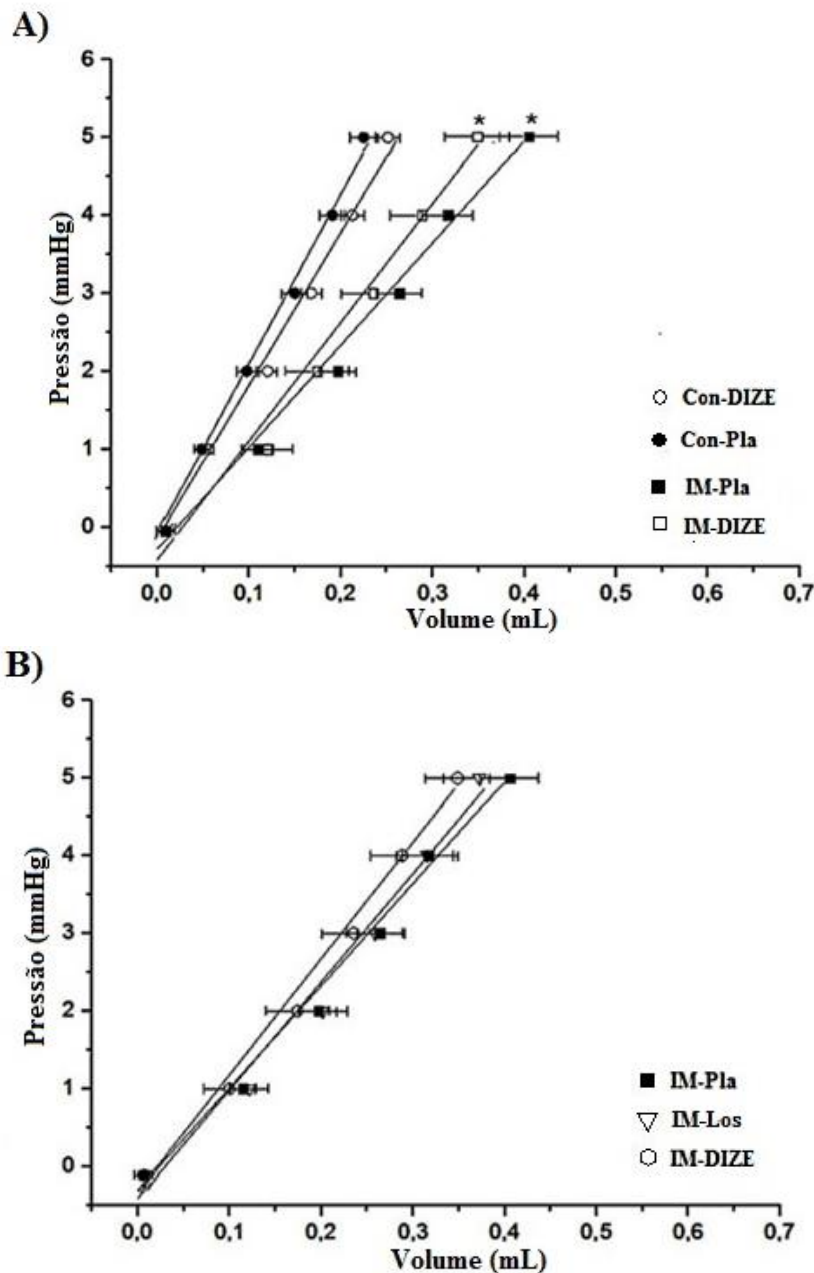 A)
Pressão (mmHg)
6
5
4
3
2
1
0
* *
Con-DIZE
Con-Pla
IM-Pla
IM-DIZE
0,0 0,1 0,2 0,3 0,4 0,5 0,6 0,7
Volume (mL)
B)
Pressão (mmHg)
6
5
4
3
2
1
0
IM-Pla
IM-Los
IM-DIZE
0,0 0,1 0,2 0,3 0,4 0,5 0,6 0,7
Volume (mL)